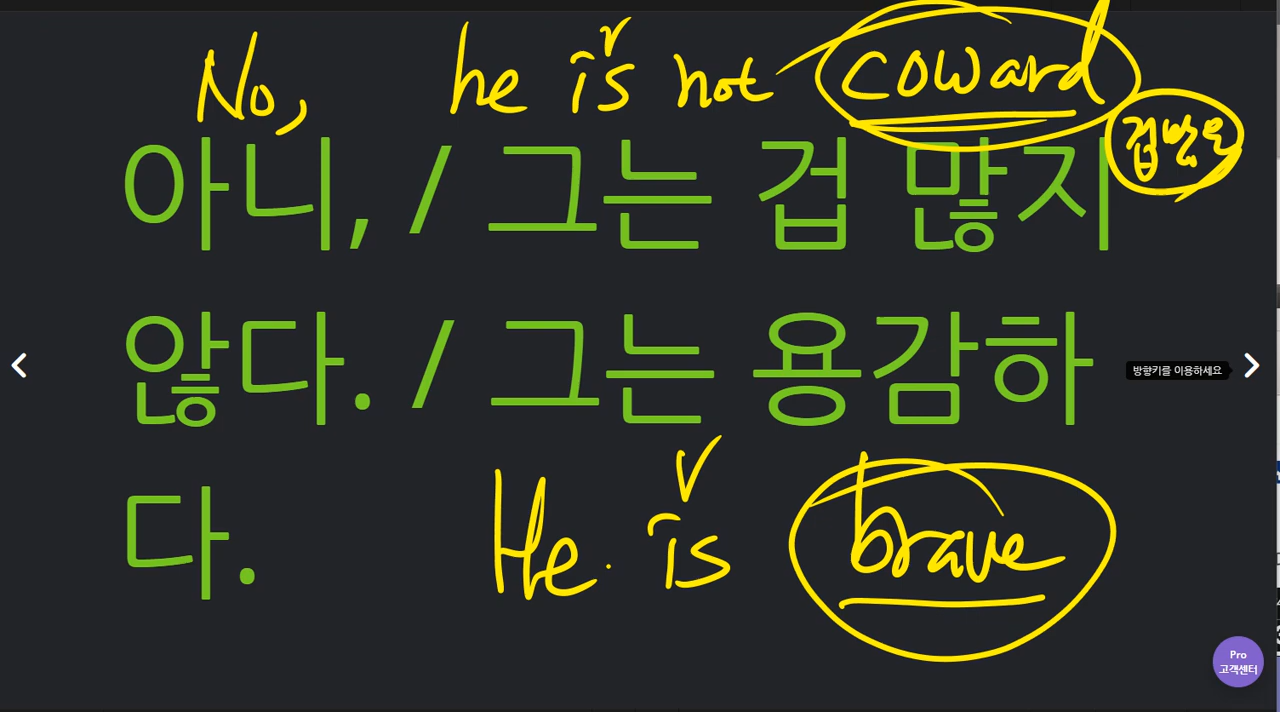 No, he is not coward
겁많은
아니, / 그는 겁 많지
않다. / 그는 용감하
방향키를 이용하세요
다.
He is brave
Pro
고객센터